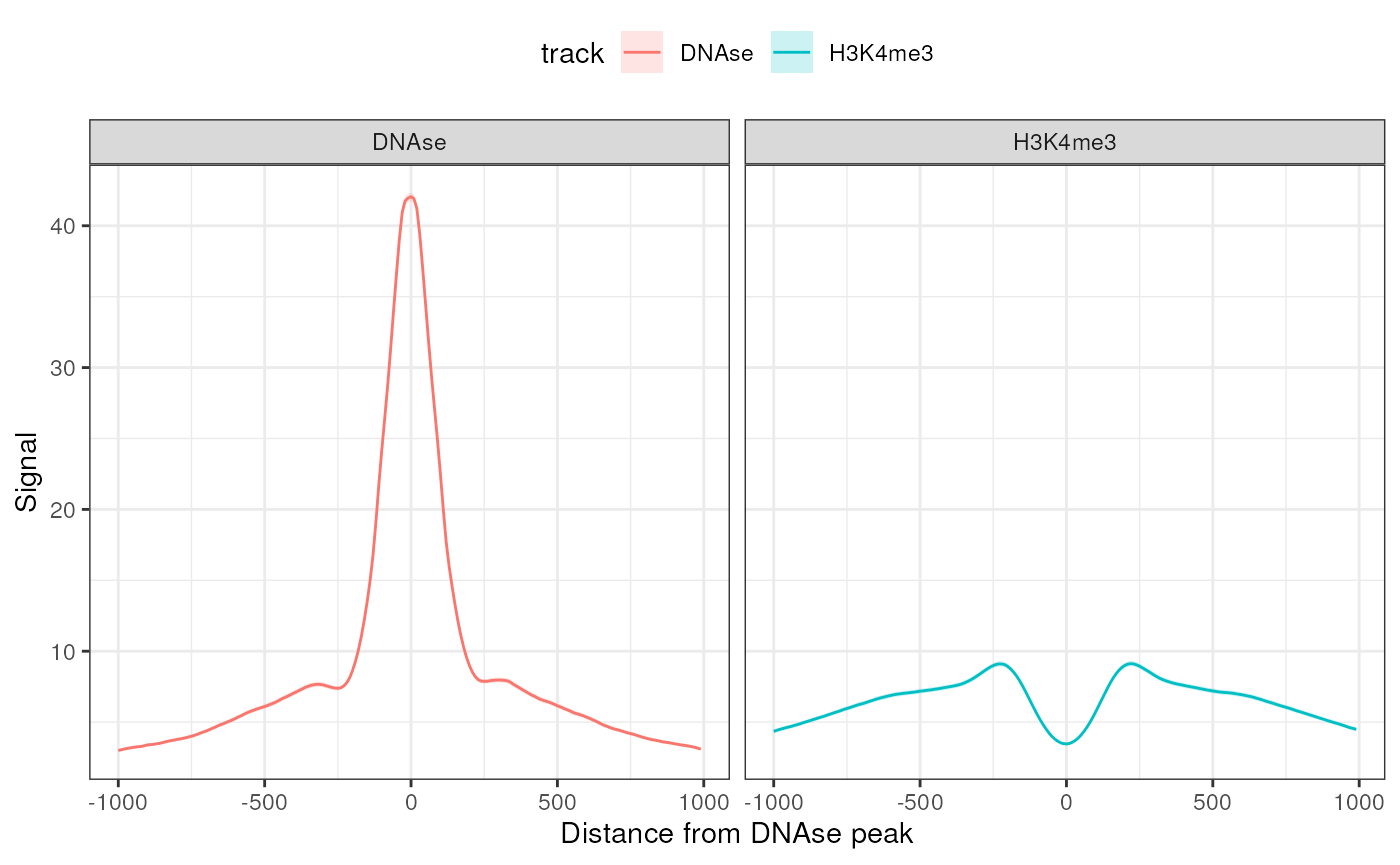 track DNAse H3K4me3
DNAse H3K4me3
40
30
20
10
Signal
-1000 -500 0 500 1000 -1000 -500 0 500 1000
Distance from DNAse peak